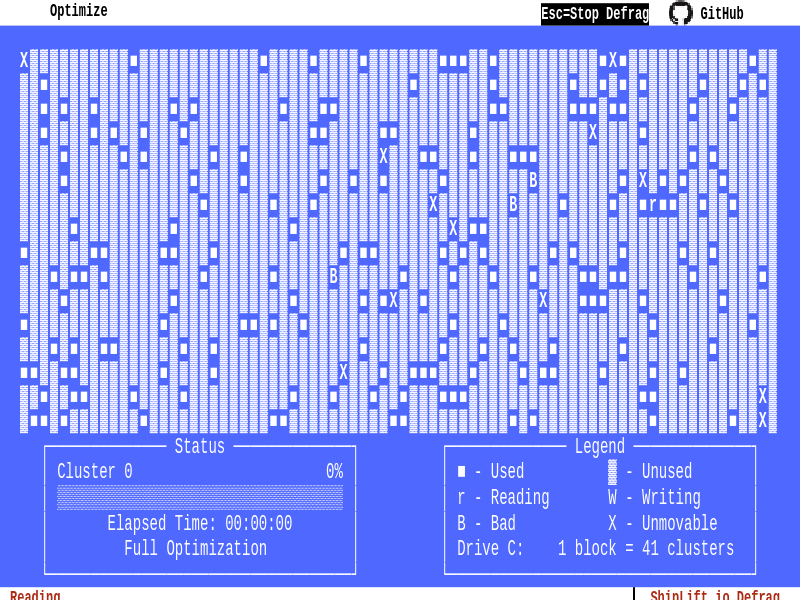 Optimize Esc=Stop Defrag GitHub
X X
X
X
B X
X B r
X
B
X X
X
X
X
Status Legend
Cluster 0 0% ■ - Used ▒ - Unused
r - Reading W - Writing
Elapsed Time: 00:00:00 B - Bad X - Unmovable
Full Optimization Drive C: 1 block = 41 clusters
Reading ShipLift.io Defrag